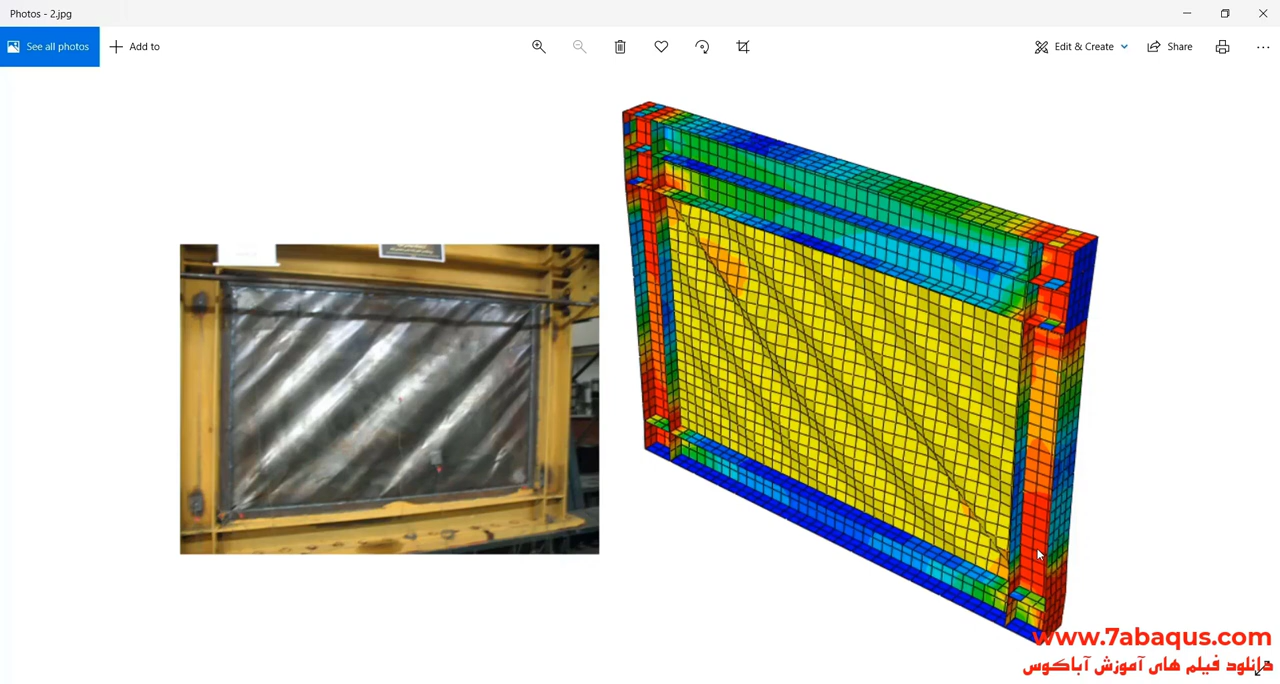 Photos - 2.jpg
See all photos
Add to
Edit & Create
Share
www.7abaqus.com
دانلود فیلم های آموزش آباکوس